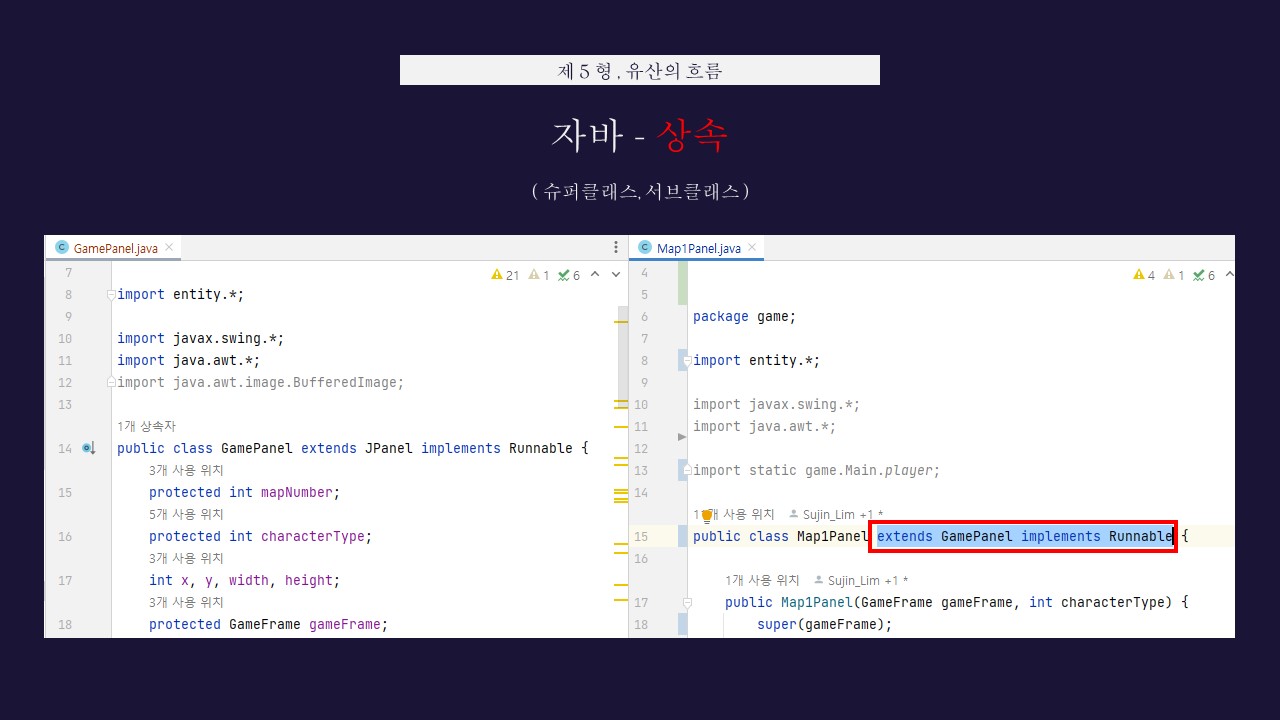 제 5 형 , 유산의 흐름
자바 - 상속
( 슈퍼클래스, 서브클래스 )
GamePanel.java
21 1 6
7
8 import entity.*;
9
10 import javax.swing.*;
11 import java.awt.*;
12 import java.awt.image.BufferedImage;
13
1개 상속자
14 public class GamePanel extends JPanel implements Runnable {
3개 사용 위치
15 protected int mapNumber;
5개 사용 위치
16 protected int characterType;
3개 사용 위치
17 int x, y, width, height;
3개 사용 위치
18 protected GameFrame gameFrame;
Map1Panel.java
4 1 6
4
5
6 package game;
7
8 import entity.*;
9
10 import javax.swing.*;
11 import java.awt.*;
12
13 import static game.Main.player;
14
개 사용 위치 Sujin_Lim +1 *
15 public class Map1Panel extends GamePanel implements Runnable {
16
1개 사용 위치 Sujin_Lim +1 *
17 public Map1Panel(GameFrame gameFrame, int characterType) {
18 super(gameFrame);